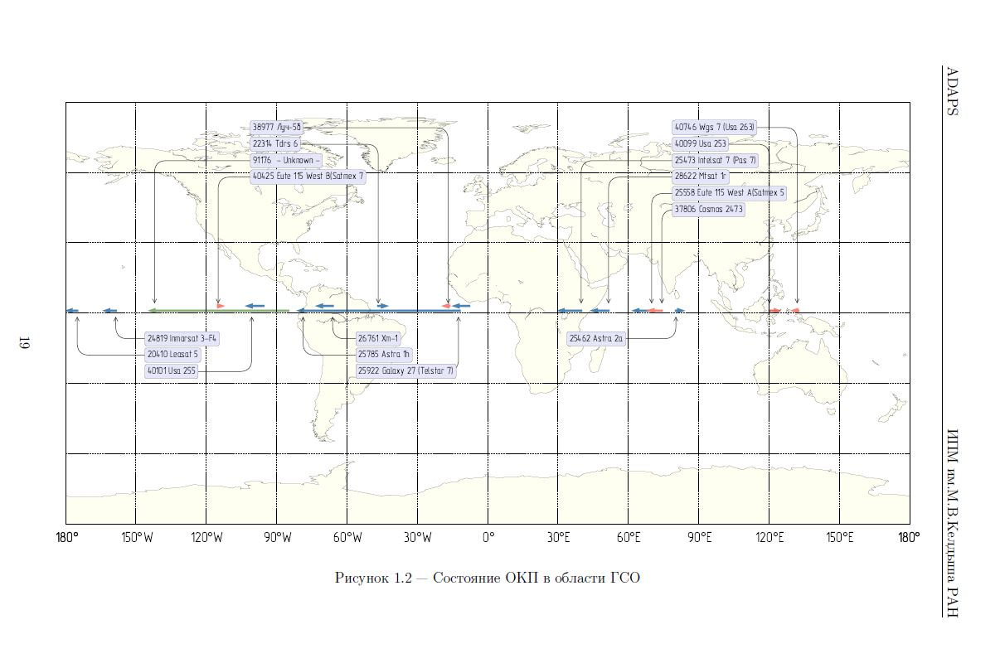 ADAPS
ИПМ им.М.В.Келдыша РАН
38977 Луч-5б
22314 Tdrs 6
91176 - Unknown -
40425 Eute 115 West B(Satmex 7
40746 Wgs 7 (Usa 263)
40099 Usa 253
25473 Intelsat 7 (Pas 7)
28622 Mtsat 1r
25558 Eute 115 West A(Satmex 5
37806 Cosmos 2473
24819 Inmarsat 3-F4
20410 Leasat 5
40101 Usa 255
26761 Xm-1
25785 Astra 1h
25922 Galaxy 27 (Telstar 7)
25462 Astra 2a
180° 150°W 120°W 90°W 60°W 30°W 0° 30°E 60°E 90°E 120°E 150°E 180°
Рисунок 1.2 — Состояние ОКП в области ГСО
19